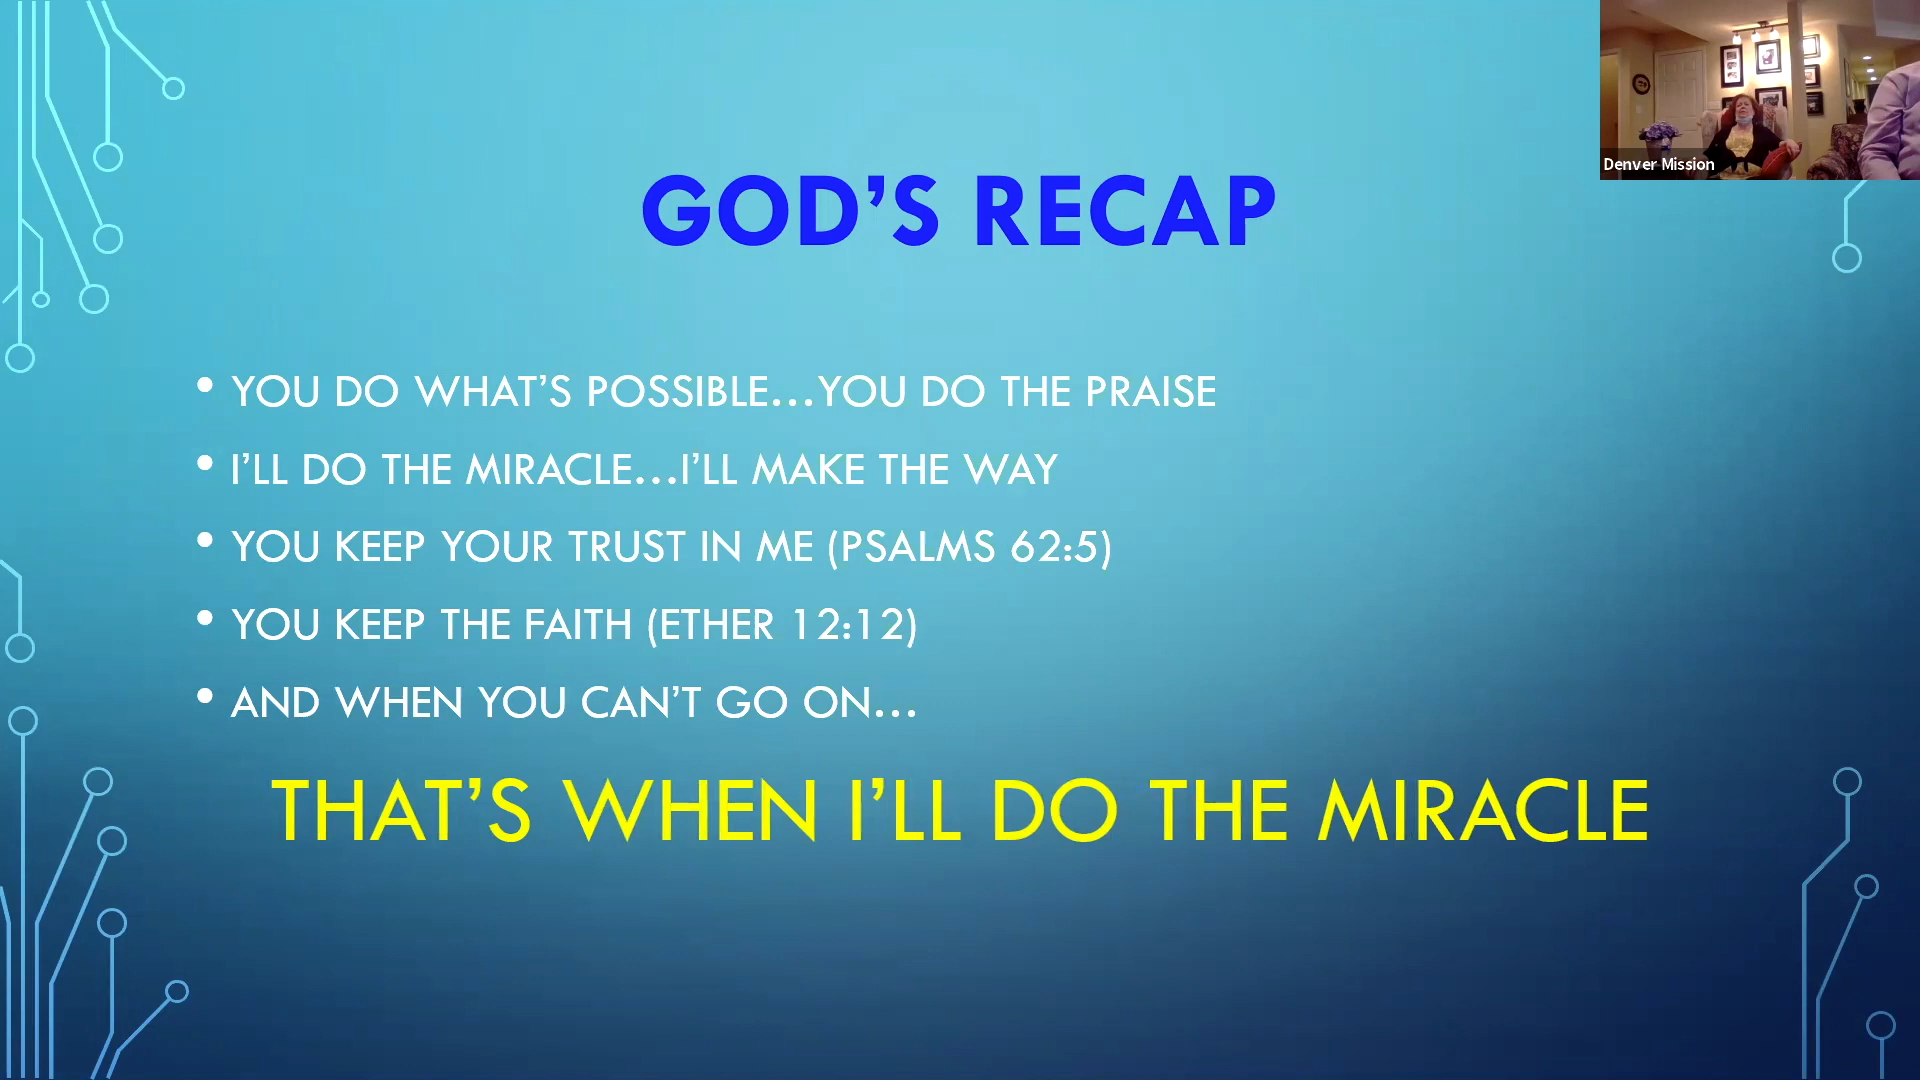 Denver Mission
GOD’S RECAP
• YOU DO WHAT’S POSSIBLE…YOU DO THE PRAISE
• I’LL DO THE MIRACLE…I’LL MAKE THE WAY
• YOU KEEP YOUR TRUST IN ME (PSALMS 62:5)
• YOU KEEP THE FAITH (ETHER 12:12)
• AND WHEN YOU CAN’T GO ON…
THAT’S WHEN I’LL DO THE MIRACLE